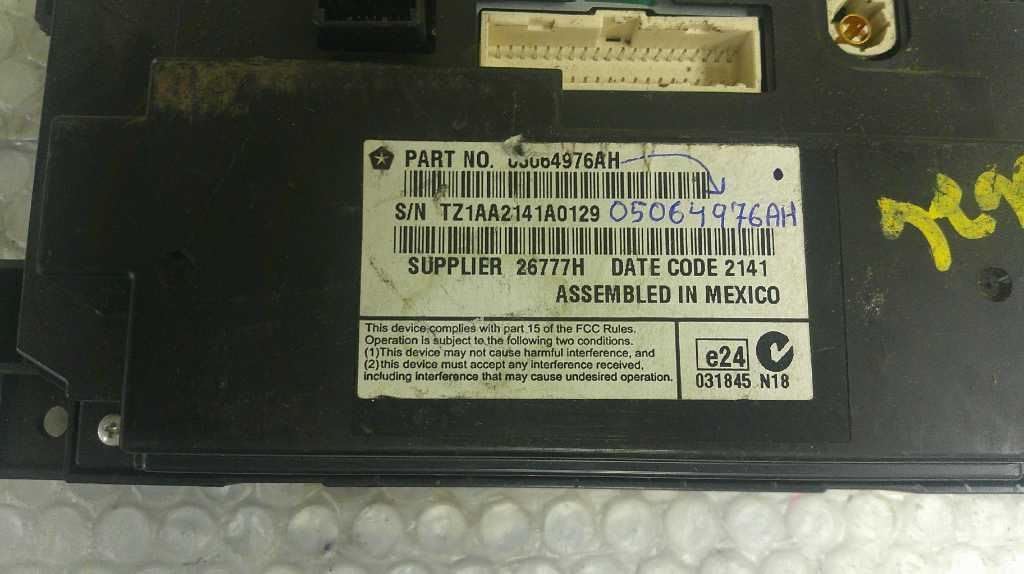 PART NO. 05064976AH
S/N TZ1AA2141A0129 05064976AH
SUPPLIER 26777H DATE CODE 2141
ASSEMBLED IN MEXICO
This device complies with part 15 of the FCC Rules.
Operation is subject to the following two conditions.
(1)This device may not cause harmful interference, and
(2)this device must accept any interference received,
including interference that may cause undesired operation.
e24
031845 N18